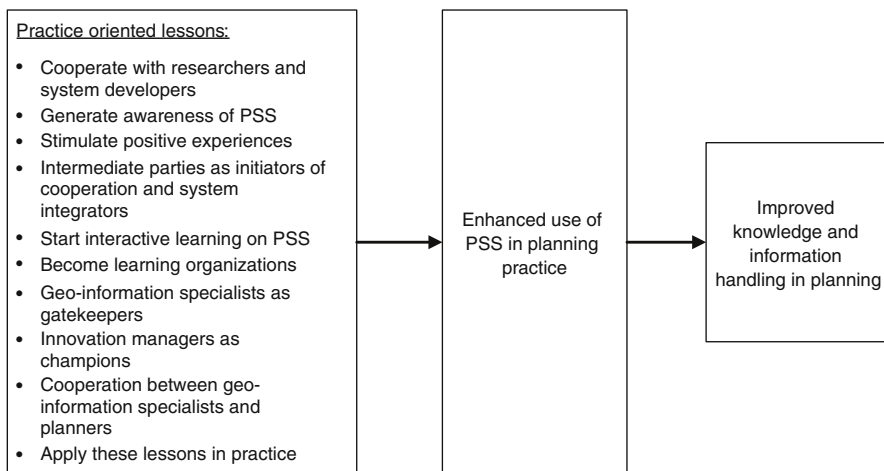 Practice oriented lessons:
• Cooperate with researchers and
system developers
• Generate awareness of PSS
• Stimulate positive experiences
• Intermediate parties as initiators of
cooperation and system
integrators
• Start interactive learning on PSS
• Become learning organizations
• Geo-information specialists as
gatekeepers
• Innovation managers as
champions
• Cooperation between geo-
information specialists and
planners
• Apply these lessons in practice
Enhanced use of
PSS in planning
practice
Improved
knowledge and
information
handling in planning